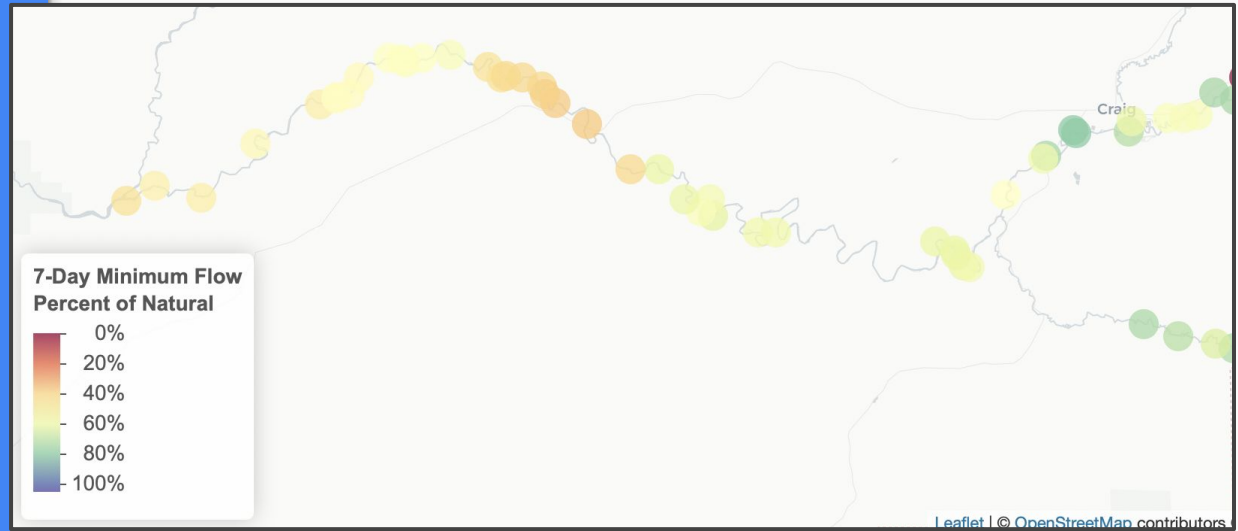 Craig
7-Day Minimum Flow
Percent of Natural
0%
20%
40%
60%
80%
100%
Leaflet | © OpenStreetMap contributors